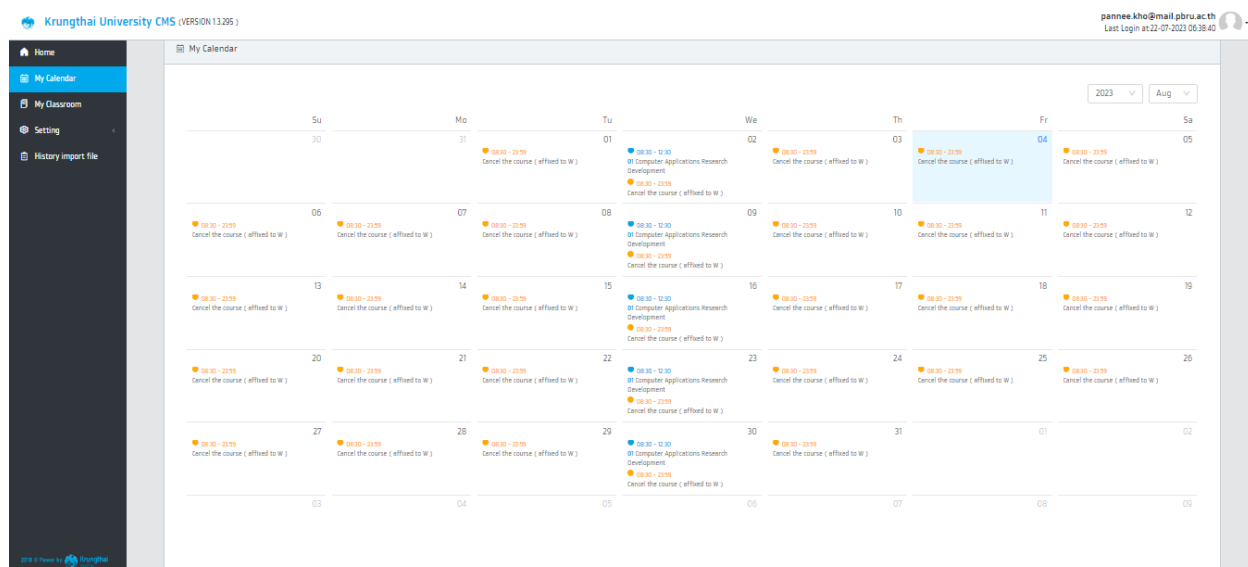 Krungthai University CMS (VERSION 1.3.295 )
pannee.kho@mail.pbru.ac.th
Last Login at:22-07-2023 06:38:40
Home
My Calendar
My Classroom
Setting
History import file
My Calendar
2023 Aug
Su Mo Tu We Th Fr Sa
30 31 01 02 03 04 05
08:30 - 23:59
Cancel the course ( affixed to W )
08:30 - 12:30
01 Computer Applications Research
Development
08:30 - 23:59
Cancel the course ( affixed to W )
08:30 - 23:59
Cancel the course ( affixed to W )
08:30 - 23:59
Cancel the course ( affixed to W )
08:30 - 23:59
Cancel the course ( affixed to W )
06 07 08 09 10 11 12
08:30 - 23:59
Cancel the course ( affixed to W )
08:30 - 23:59
Cancel the course ( affixed to W )
08:30 - 23:59
Cancel the course ( affixed to W )
08:30 - 12:30
01 Computer Applications Research
Development
08:30 - 23:59
Cancel the course ( affixed to W )
08:30 - 23:59
Cancel the course ( affixed to W )
08:30 - 23:59
Cancel the course ( affixed to W )
08:30 - 23:59
Cancel the course ( affixed to W )
13 14 15 16 17 18 19
08:30 - 23:59
Cancel the course ( affixed to W )
08:30 - 23:59
Cancel the course ( affixed to W )
08:30 - 23:59
Cancel the course ( affixed to W )
08:30 - 12:30
01 Computer Applications Research
Development
08:30 - 23:59
Cancel the course ( affixed to W )
08:30 - 23:59
Cancel the course ( affixed to W )
08:30 - 23:59
Cancel the course ( affixed to W )
08:30 - 23:59
Cancel the course ( affixed to W )
20 21 22 23 24 25 26
08:30 - 23:59
Cancel the course ( affixed to W )
08:30 - 23:59
Cancel the course ( affixed to W )
08:30 - 23:59
Cancel the course ( affixed to W )
08:30 - 12:30
01 Computer Applications Research
Development
08:30 - 23:59
Cancel the course ( affixed to W )
08:30 - 23:59
Cancel the course ( affixed to W )
08:30 - 23:59
Cancel the course ( affixed to W )
08:30 - 23:59
Cancel the course ( affixed to W )
27 28 29 30 31 01 02
08:30 - 23:59
Cancel the course ( affixed to W )
08:30 - 23:59
Cancel the course ( affixed to W )
08:30 - 23:59
Cancel the course ( affixed to W )
08:30 - 12:30
01 Computer Applications Research
Development
08:30 - 23:59
Cancel the course ( affixed to W )
08:30 - 23:59
Cancel the course ( affixed to W )
03 04 05 06 07 08 09
2018 © Power by Krungthai